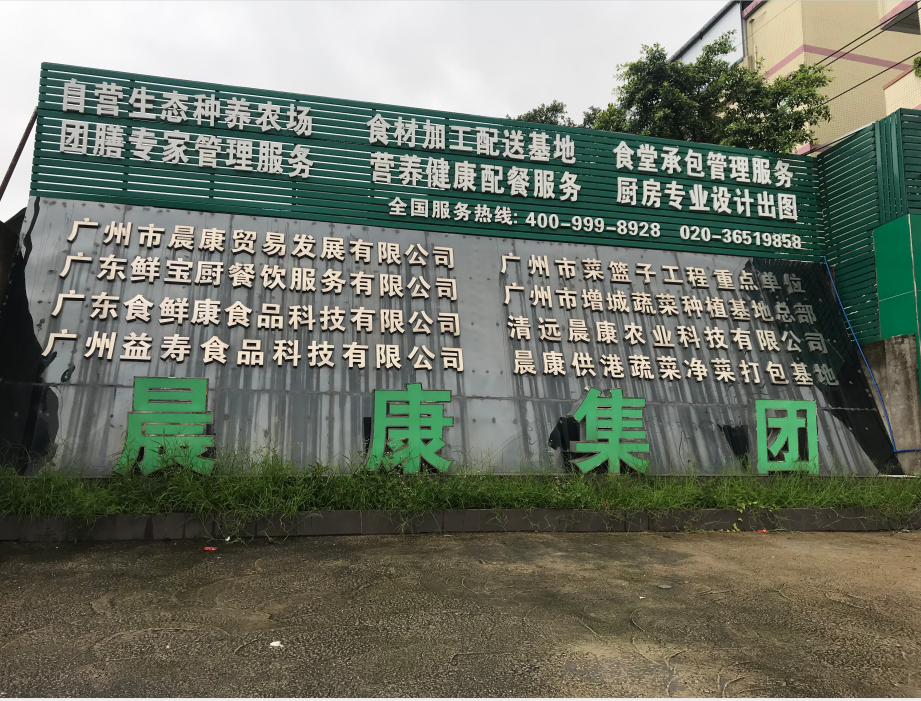 自营生态种养农场 食材加工配送基地 食堂承包管理服务
团膳专家管理服务 营养健康配餐服务 厨房专业设计出图
全国服务热线: 400-999-8928 020-36519858
广州市晨康贸易发展有限公司
广东鲜宝厨餐饮服务有限公司
广东食鲜康食品科技有限公司
广州益寿食品科技有限公司
广州市菜篮子工程重点单位
广州市增城蔬菜种植基地总部
清远晨康农业科技有限公司
晨康供港蔬菜净菜打包基地
晨康集团